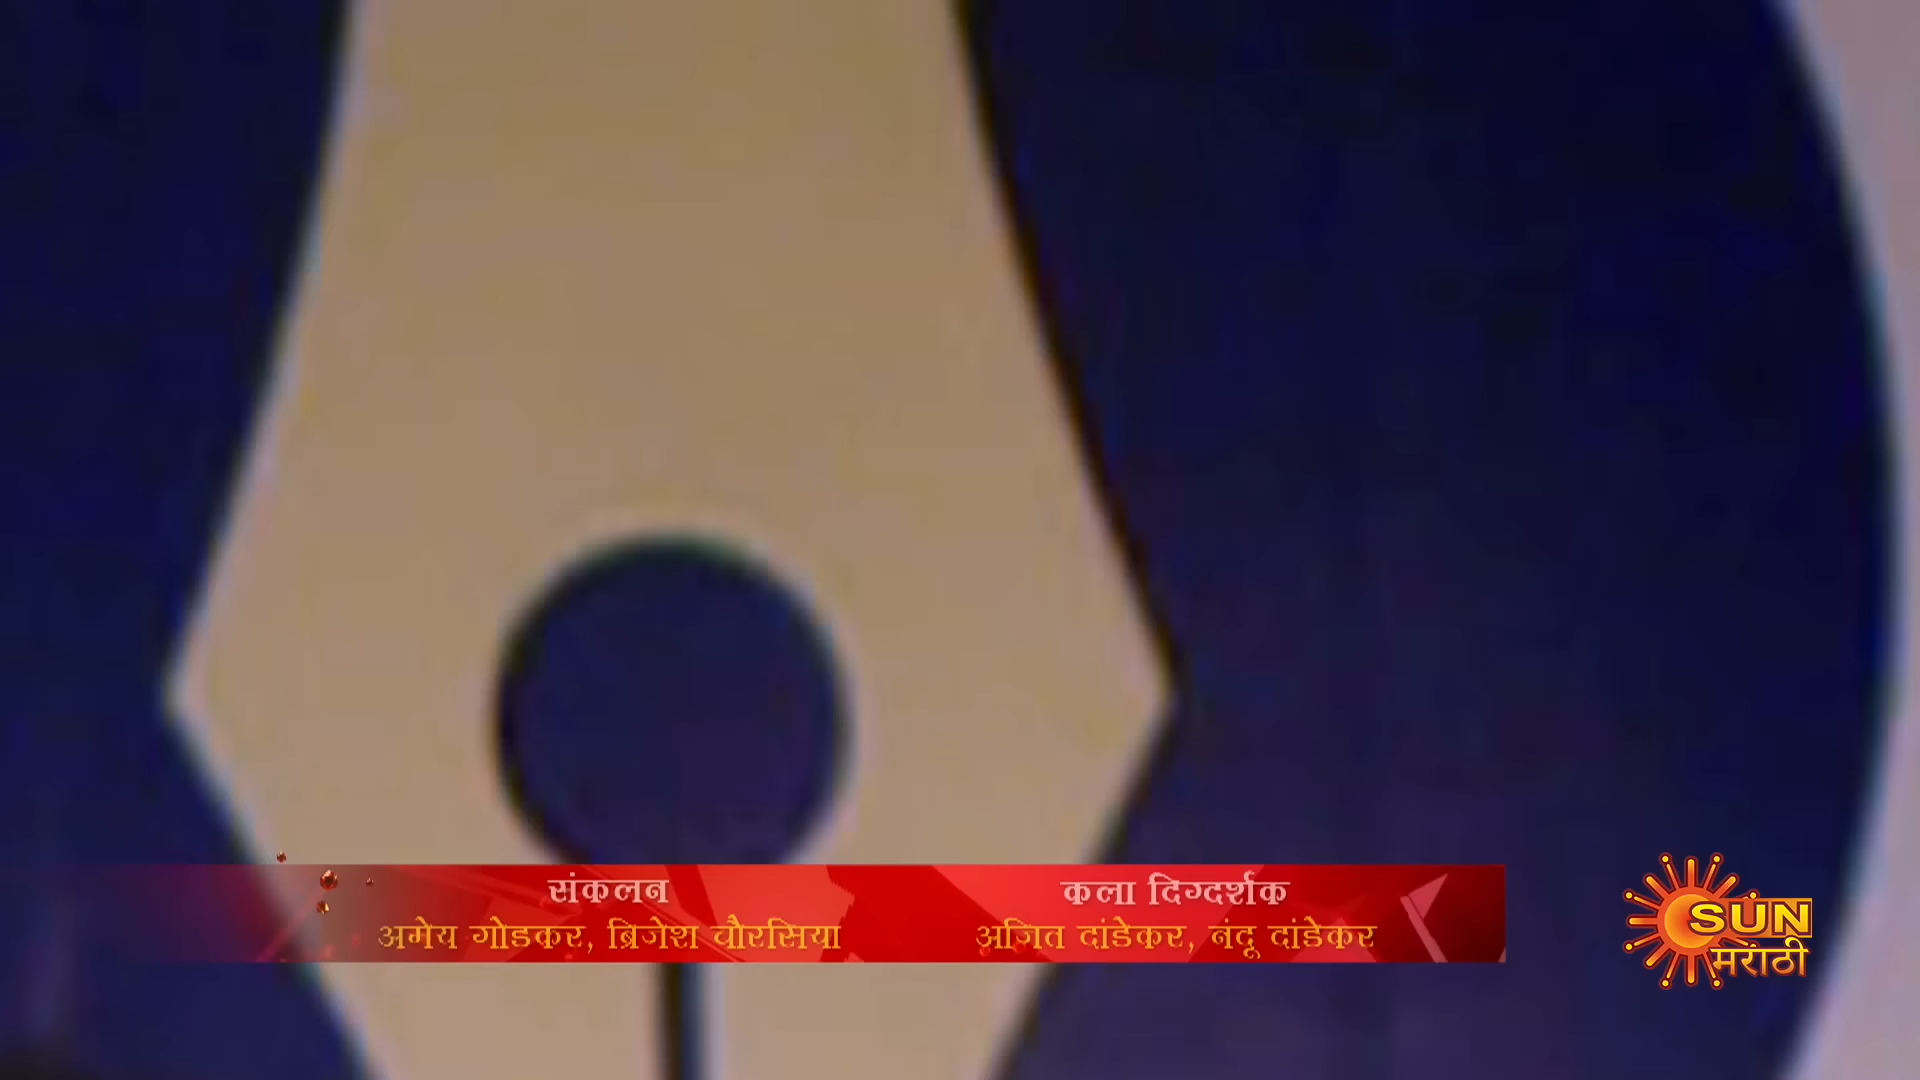 संकलन
अमेय गोडकर, ब्रिजेश चौरसिया
कला दिग्दर्शक
अजित दांडेकर, नंदू दांडेकर
SUN
मराठी